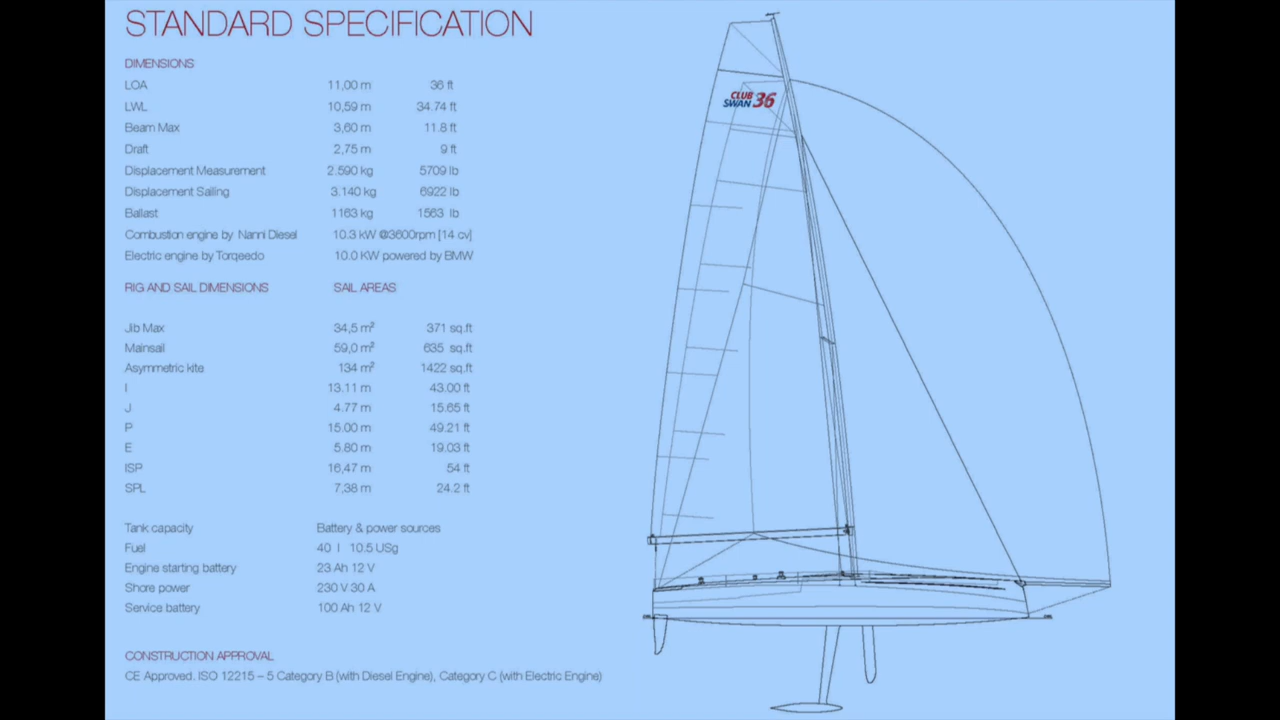 STANDARD SPECIFICATION
DIMENSIONS
LOA 11,00 m 36 ft
LWL 10,59 m 34.74 ft
Beam Max 3,60 m 11.8 ft
Draft 2,75 m 9 ft
Displacement Measurement 2.590 kg 5709 lb
Displacement Sailing 3.140 kg 6922 lb
Ballast 1163 kg 1563 lb
Combustion engine by Nanni Diesel 10.3 kW @3600rpm [14 cv]
Electric engine by Torqeedo 10.0 KW powered by BMW
RIG AND SAIL DIMENSIONS SAIL AREAS
Jib Max 34,5 m² 371 sq.ft
Mainsail 59,0 m² 635 sq.ft
Asymmetric kite 134 m² 1422 sq.ft
I 13.11 m 43.00 ft
J 4.77 m 15.65 ft
P 15.00 m 49.21 ft
E 5.80 m 19.03 ft
ISP 16,47 m 54 ft
SPL 7,38 m 24.2 ft
Tank capacity Battery & power sources
Fuel 40 l 10.5 USg
Engine starting battery 23 Ah 12 V
Shore power 230 V 30 A
Service battery 100 Ah 12 V
CONSTRUCTION APPROVAL
CE Approved. ISO 12215 – 5 Category B (with Diesel Engine), Category C (with Electric Engine)
CLUB
SWAN 36